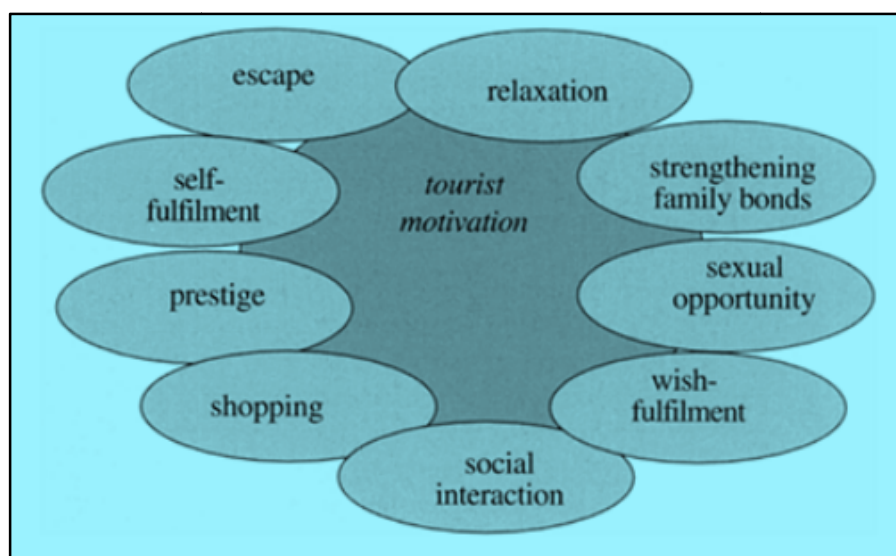 escape
relaxation
self-
fulfilment
tourist
motivation
strengthening
family bonds
prestige
sexual
opportunity
shopping
wish-
fulfilment
social
interaction